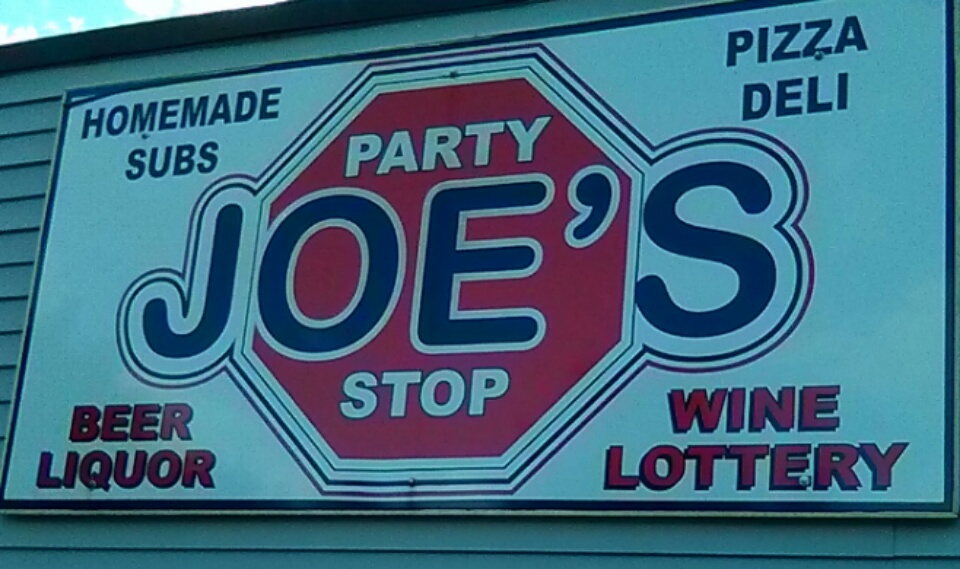 HOMEMADE
SUBS
PIZZA
DELI
PARTY
JOE'S
STOP
BEER
LIQUOR
WINE
LOTTERY